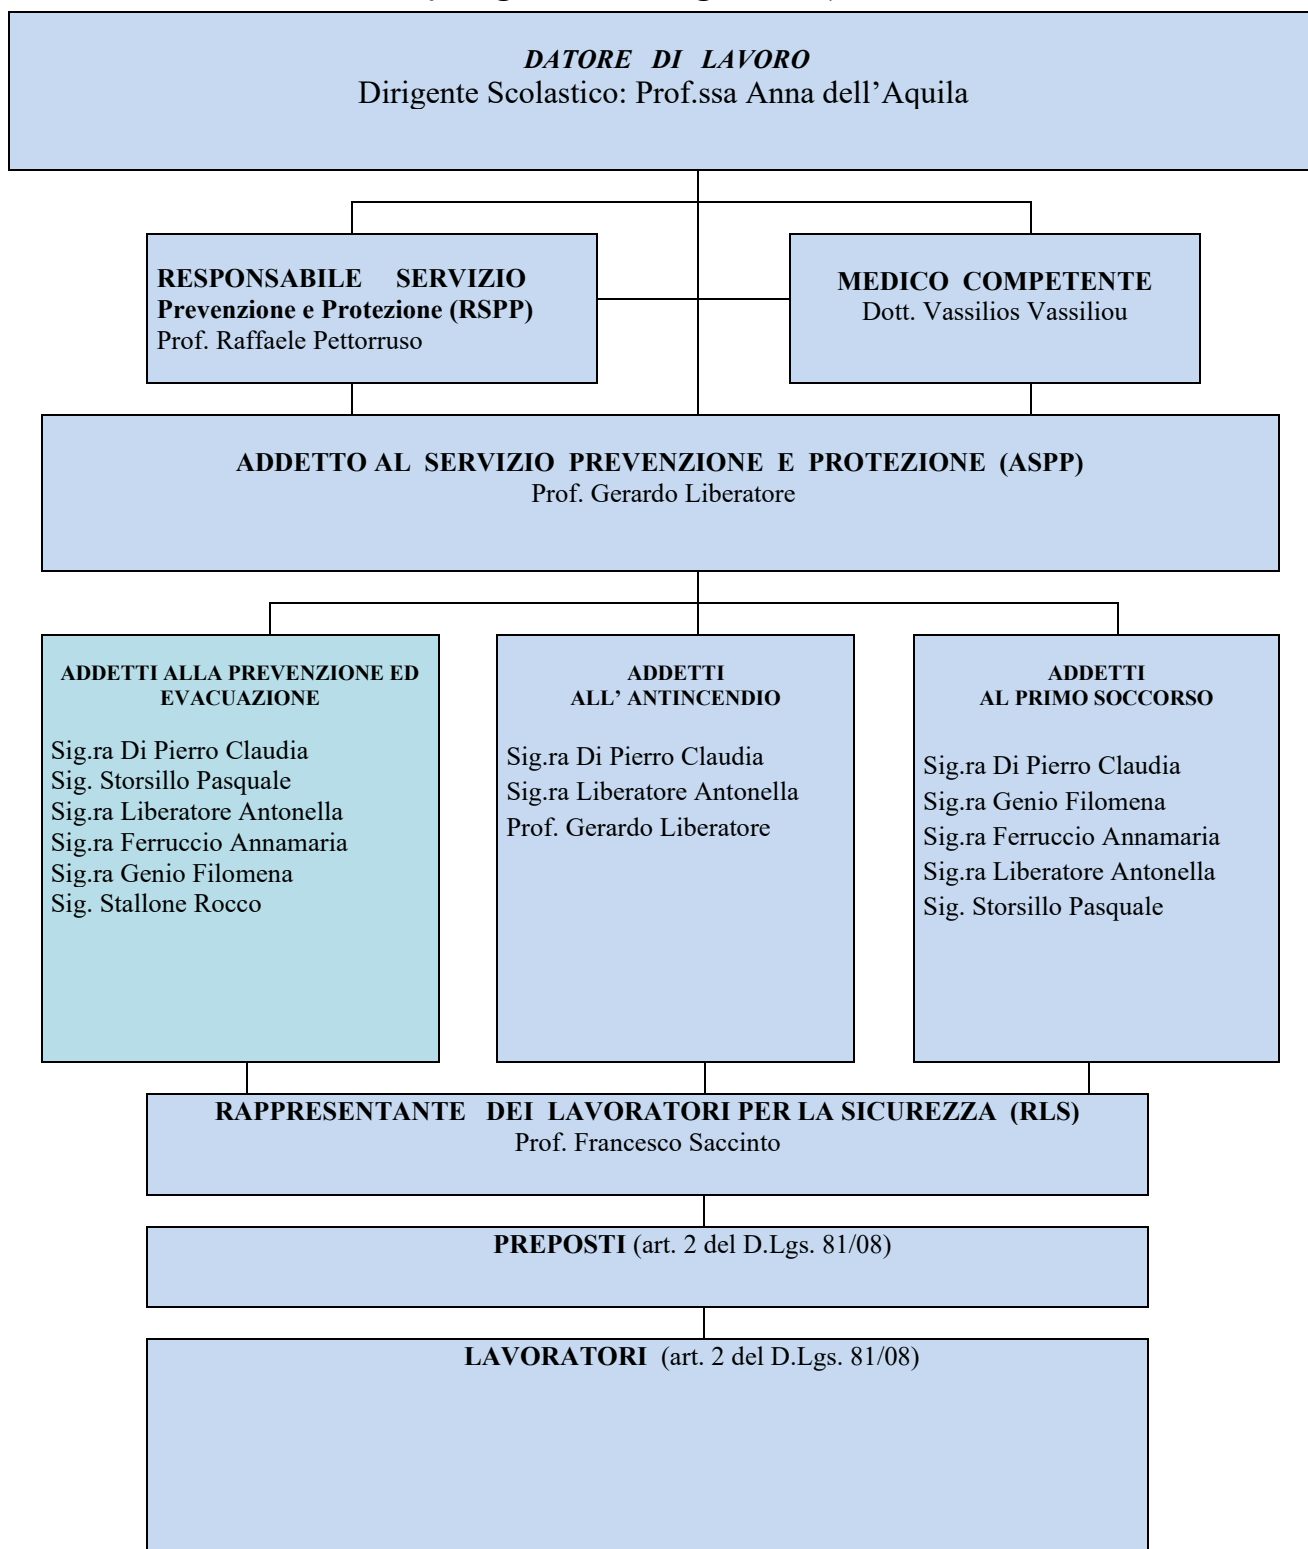 DATORE DI LAVORO
Dirigente Scolastico: Prof.ssa Anna dell’Aquila
RESPONSABILE SERVIZIO
Prevenzione e Protezione (RSPP)
Prof. Raffaele Pettorruso
MEDICO COMPETENTE
Dott. Vassilios Vassiliou
ADDETTO AL SERVIZIO PREVENZIONE E PROTEZIONE (ASPP)
Prof. Gerardo Liberatore
ADDETTI ALLA PREVENZIONE ED
EVACUAZIONE
Sig.ra Di Pierro Claudia
Sig. Storsillo Pasquale
Sig.ra Liberatore Antonella
Sig.ra Ferruccio Annamaria
Sig.ra Genio Filomena
Sig. Stallone Rocco
ADDETTI
ALL’ ANTINCENDIO
Sig.ra Di Pierro Claudia
Sig.ra Liberatore Antonella
Prof. Gerardo Liberatore
ADDETTI
AL PRIMO SOCCORSO
Sig.ra Di Pierro Claudia
Sig.ra Genio Filomena
Sig.ra Ferruccio Annamaria
Sig.ra Liberatore Antonella
Sig. Storsillo Pasquale
RAPPRESENTANTE DEI LAVORATORI PER LA SICUREZZA (RLS)
Prof. Francesco Saccinto
PREPOSTI (art. 2 del D.Lgs. 81/08)
LAVORATORI (art. 2 del D.Lgs. 81/08)